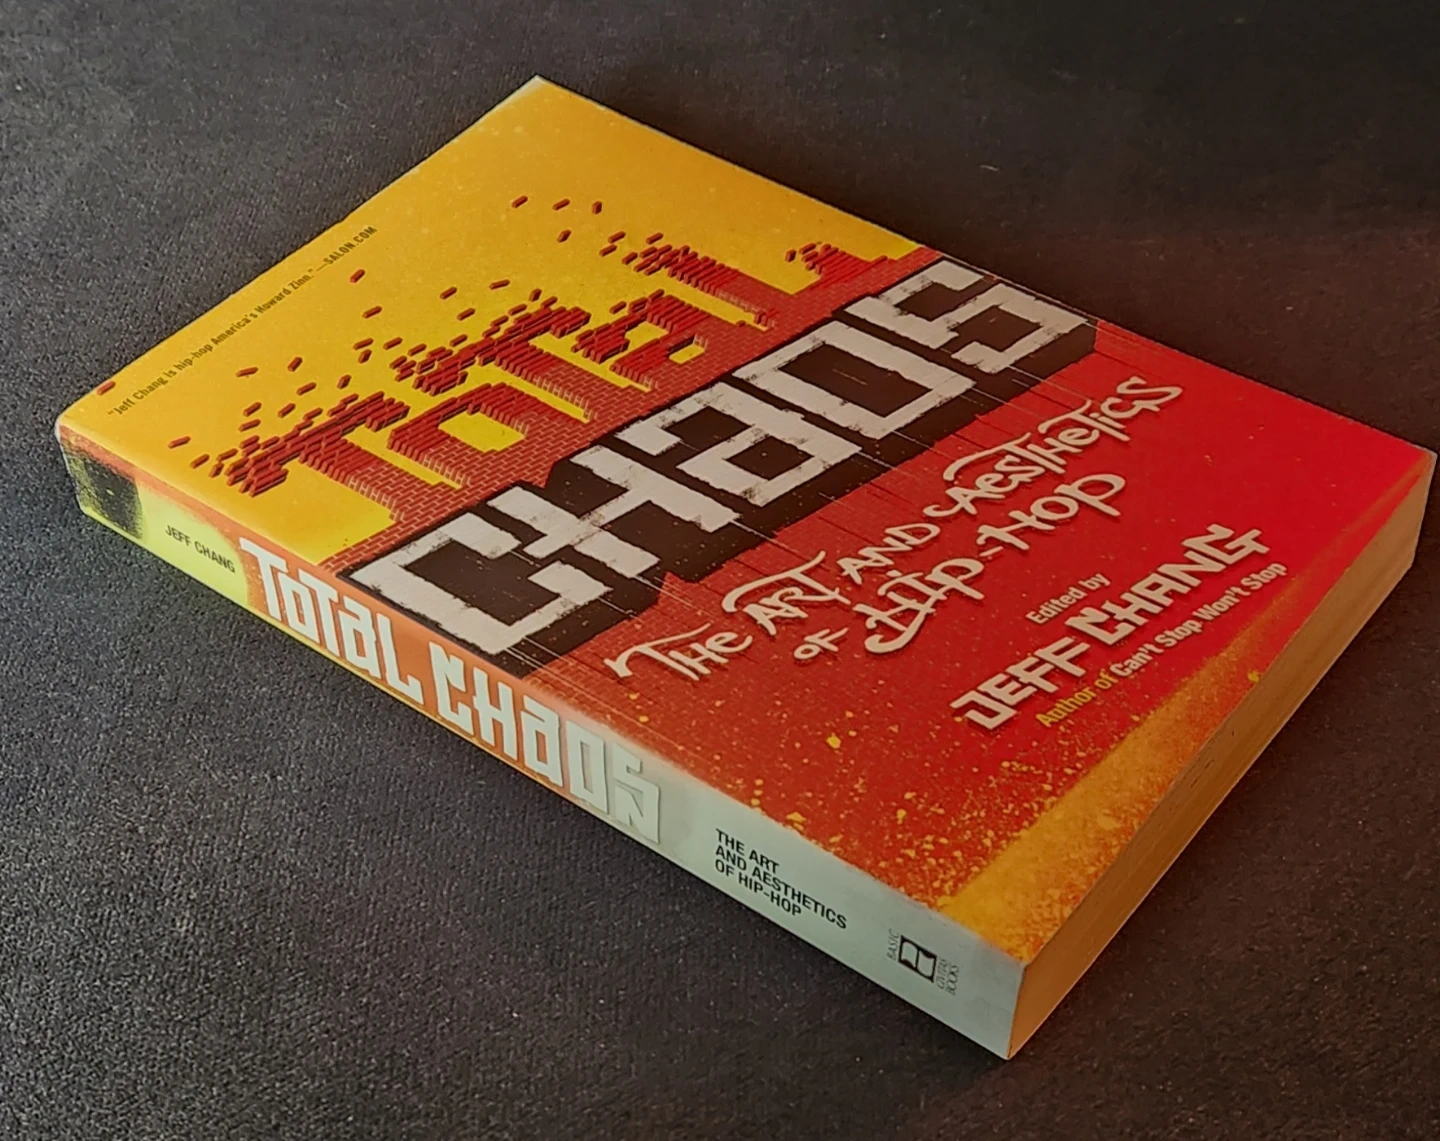 "Jeff Chang is hip-hop America's Howard Zinn." —SALON.COM
ToTaL
CHaOS
THE ART AND AESTHETICS
OF HIP-HOP
Edited by
JEFF CHANG
Author of Can't Stop Won't Stop
JEFF CHANG
ToTaL CHaOS
THE ART
AND AESTHETICS
OF HIP-HOP
BASIC
CIVITAS
BOOKS